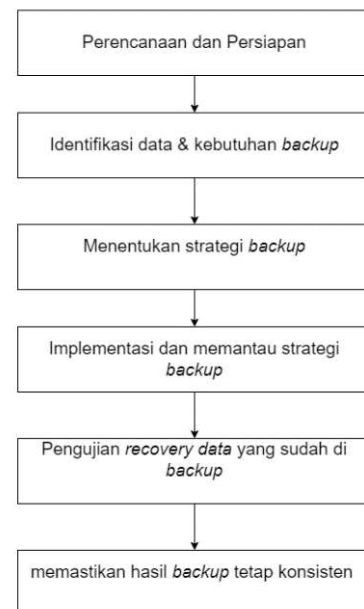 Perencanaan dan Persiapan
Identifikasi data & kebutuhan backup
Menentukan strategi backup
Implementasi dan memantau strategi
backup
Pengujian recovery data yang sudah di
backup
memastikan hasil backup tetap konsisten